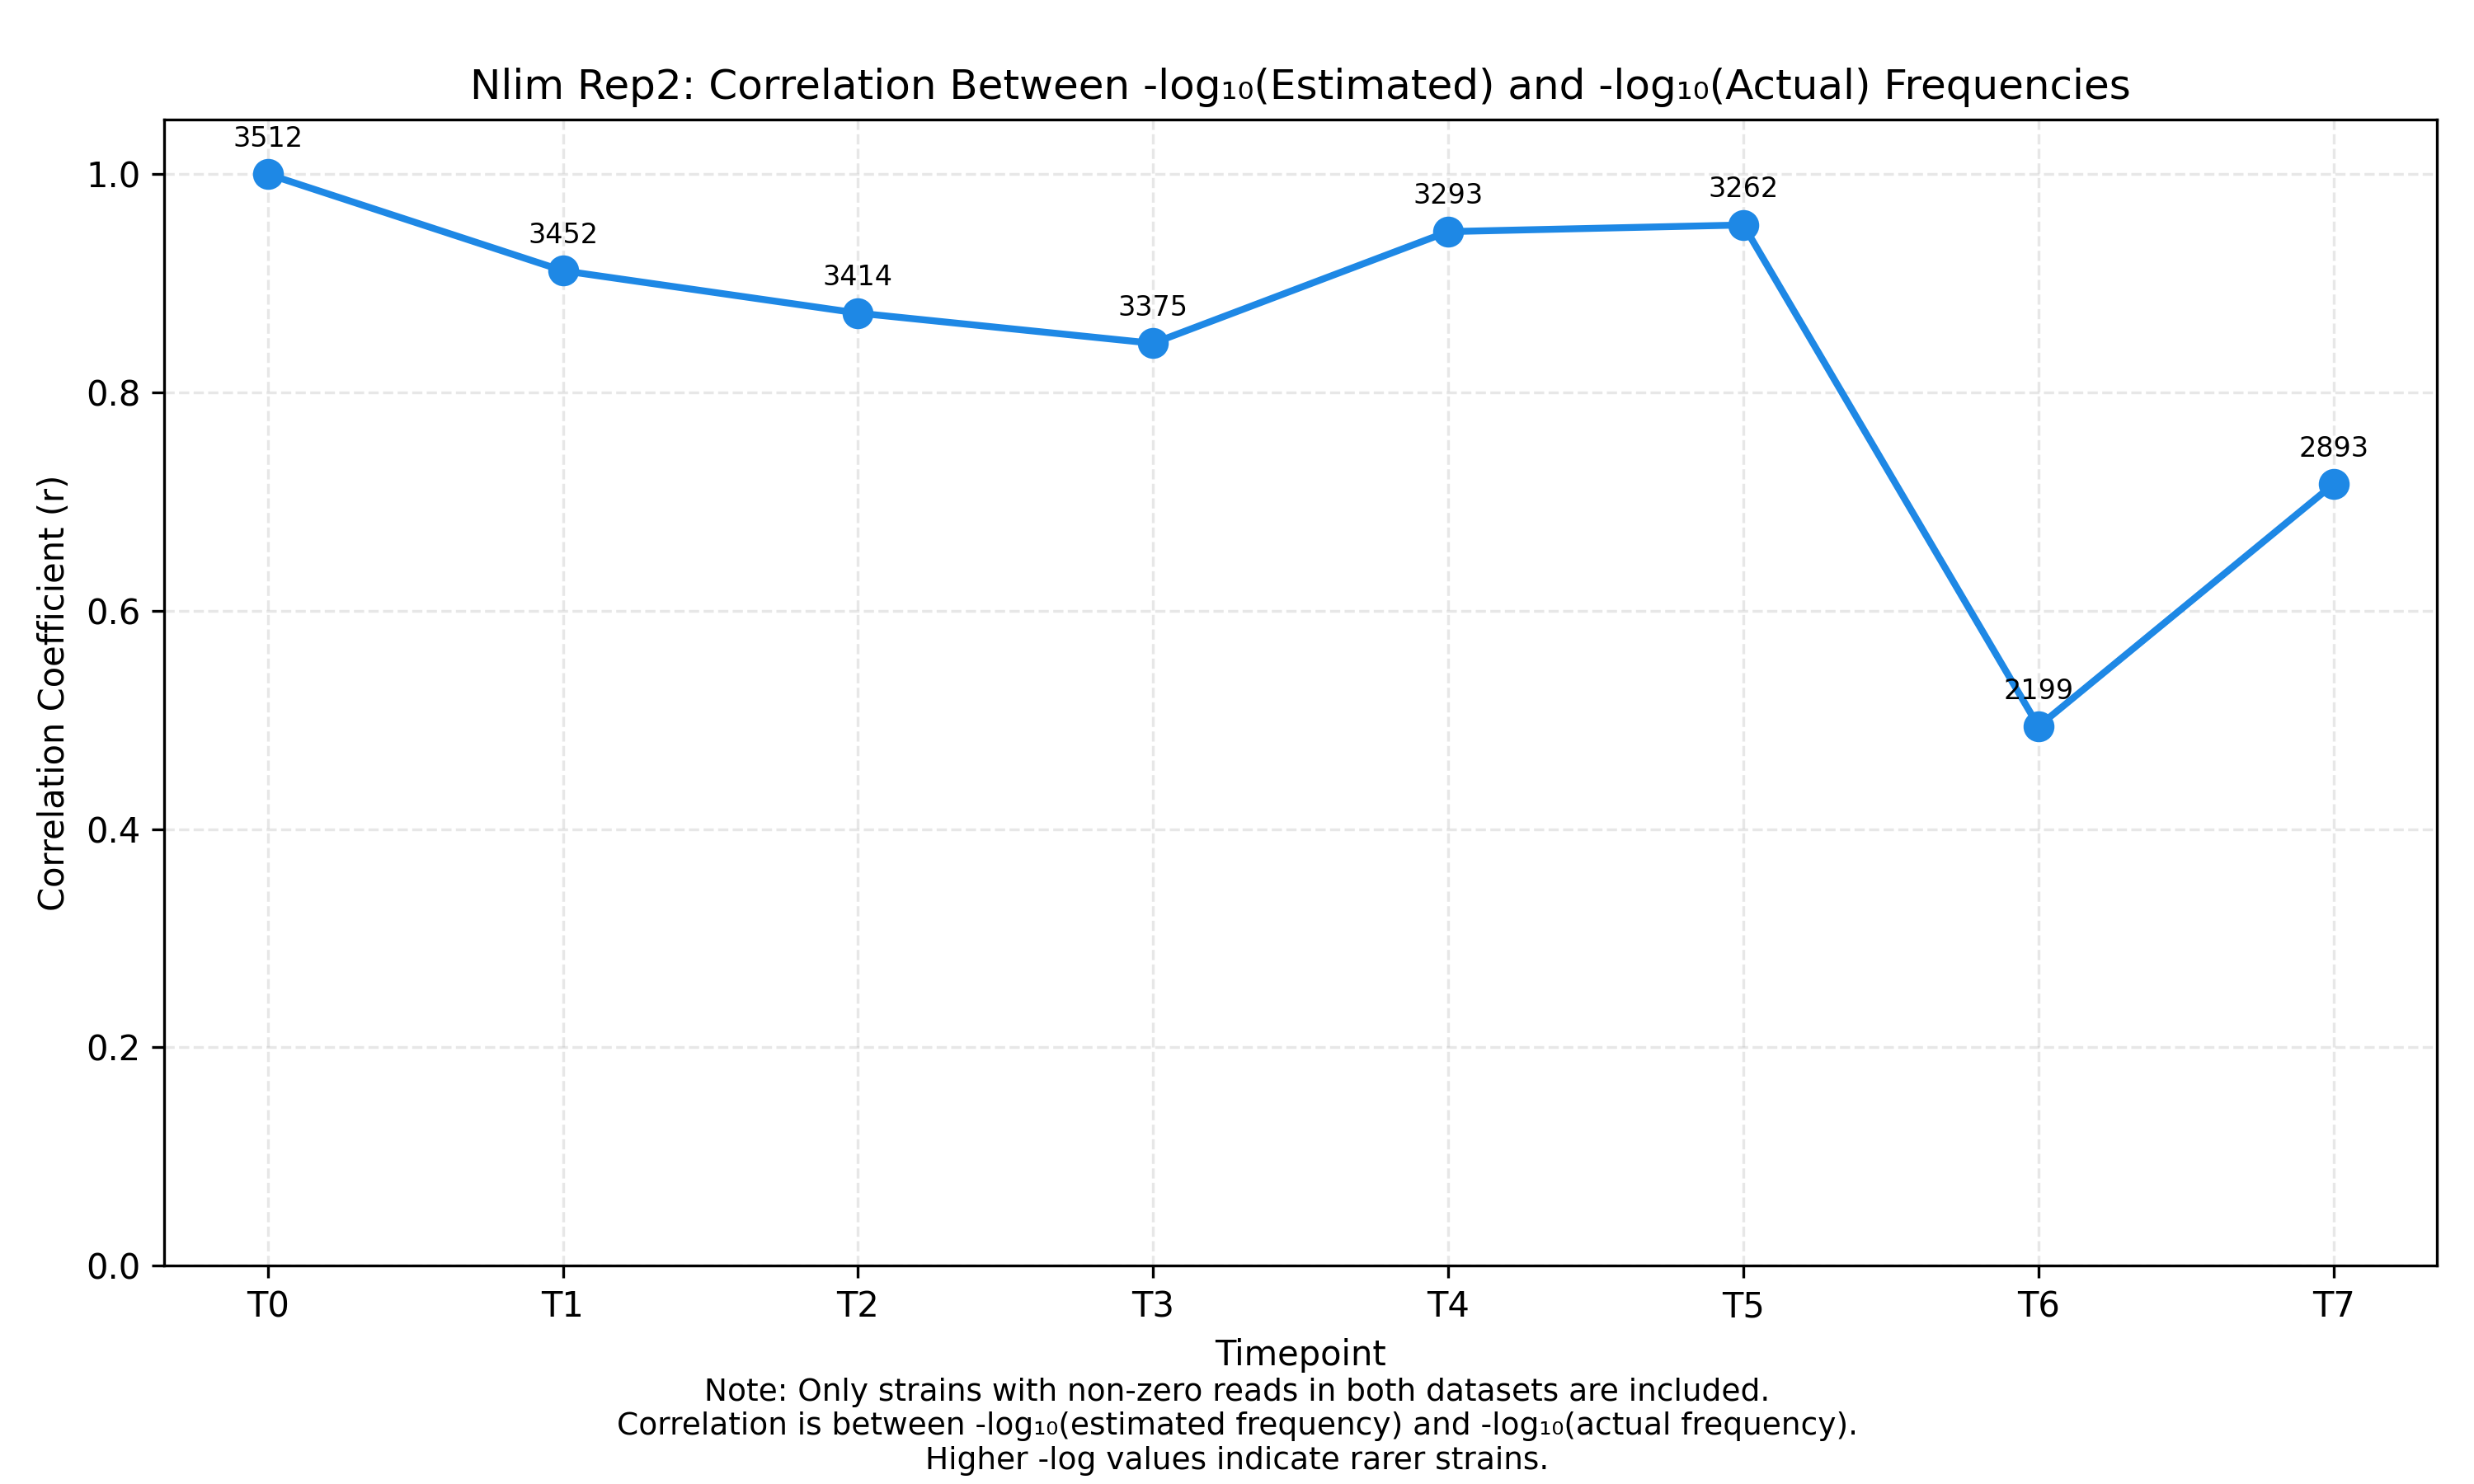 Nlim Rep2: Correlation Between -log₁₀(Estimated) and -log₁₀(Actual) Frequencies
3512
3452
3414
3375
3293
3262
2199
2893
Correlation Coefficient (r)
1.0
0.8
0.6
0.4
0.2
0.0
T0
T1
T2
T3
T4
T5
T6
T7
Timepoint
Note: Only strains with non-zero reads in both datasets are included.
Correlation is between -log₁₀(estimated frequency) and -log₁₀(actual frequency).
Higher -log values indicate rarer strains.